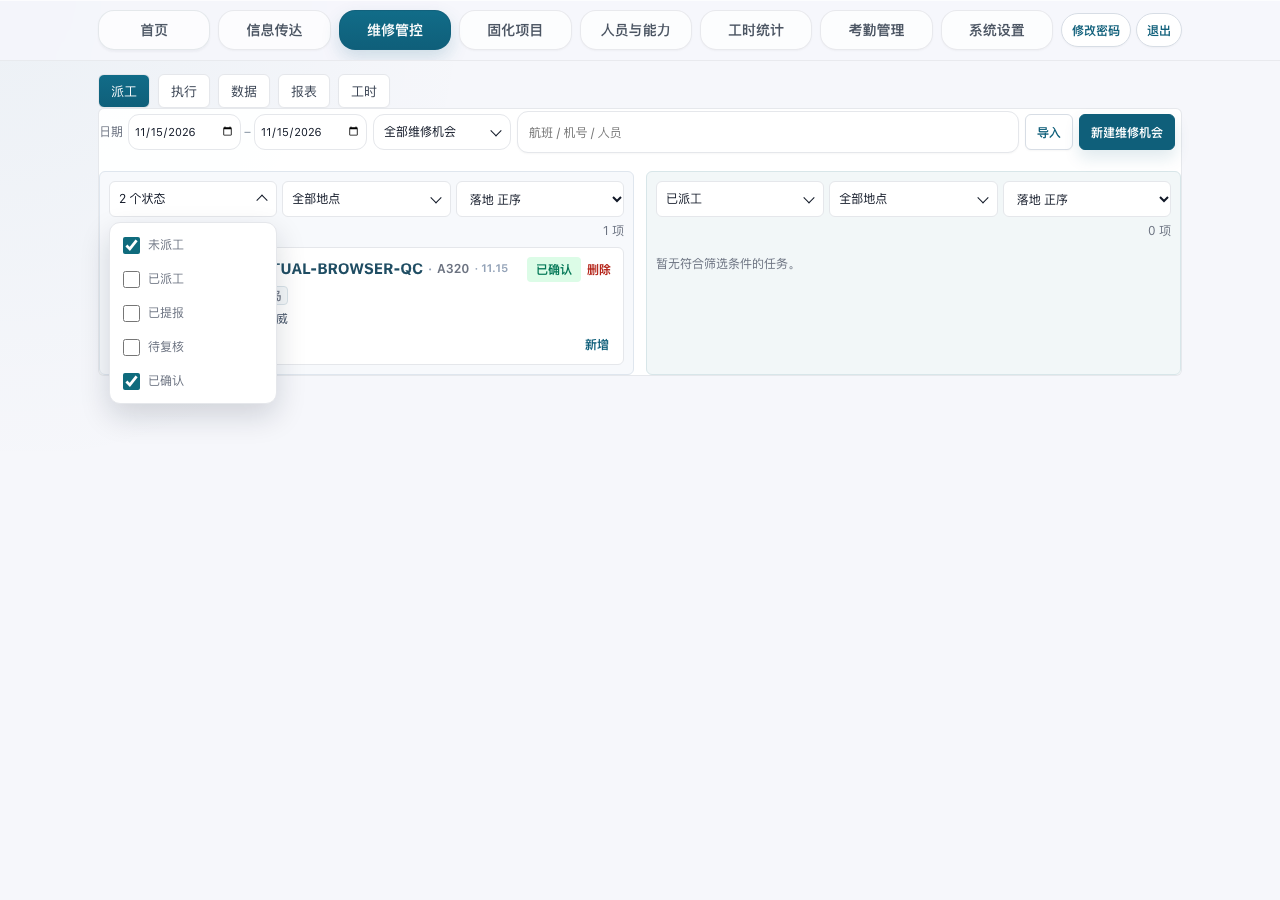 首页 信息传达 维修管控 固化项目 人员与能力 工时统计 考勤管理 系统设置 修改密码 退出
派工 执行 数据 报表 工时
日期 11/15/2026 – 11/15/2026 全部维修机会 航班 / 机号 / 人员 导入 新建维修机会
2 个状态 全部地点 落地 正序 已派工 全部地点 落地 正序
1 项 0 项
未派工
已派工
已提报
待复核
已确认
TUAL-BROWSER-QC · A320 · 11.15 已确认 删除
威
新增
暂无符合筛选条件的任务。